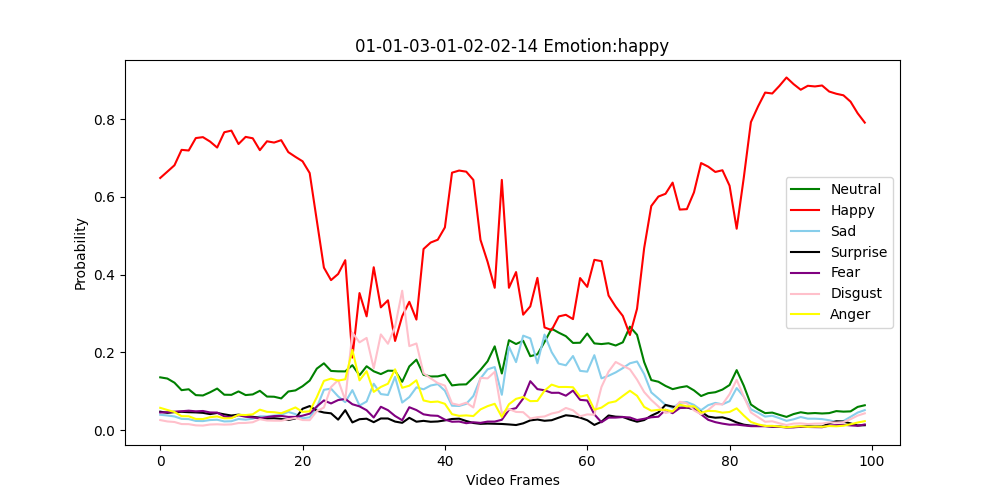 01-01-03-01-02-02-14 Emotion:happy
Probability
0.8
0.6
0.4
0.2
0.0
0 20 40 60 80 100
Video Frames
Neutral
Happy
Sad
Surprise
Fear
Disgust
Anger